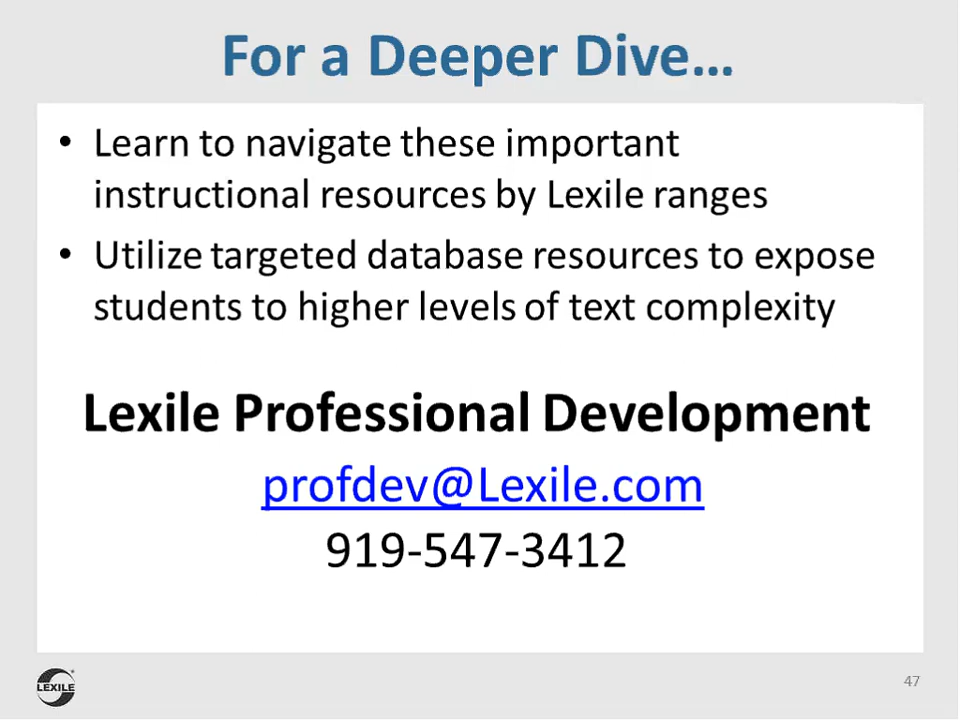 For a Deeper Dive...
• Learn to navigate these important
instructional resources by Lexile ranges
• Utilize targeted database resources to expose
students to higher levels of text complexity
Lexile Professional Development
profdev@Lexile.com
919-547-3412
LEXILE
47